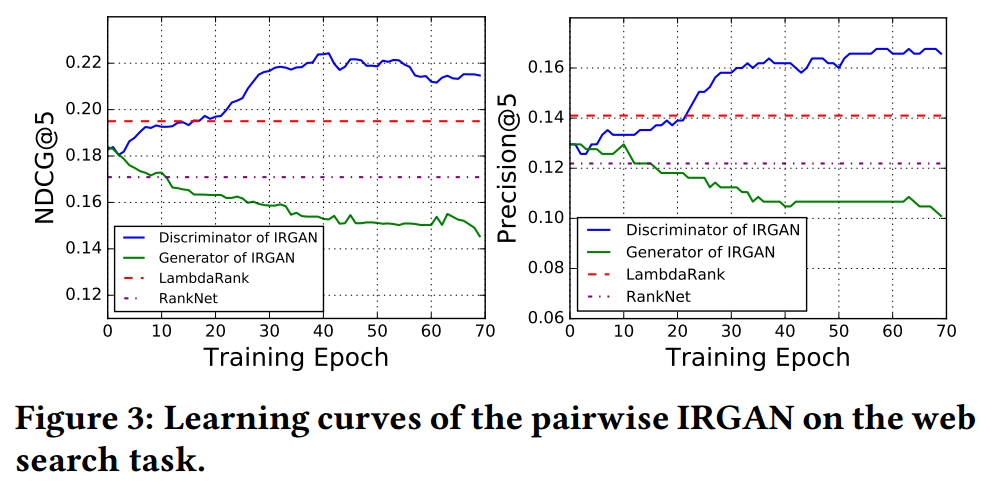 NDCG@5
0.22
0.20
0.18
0.16
0.14
0.12
Discriminator of IRGAN
Generator of IRGAN
LambdaRank
RankNet
0 10 20 30 40 50 60 70
Training Epoch
Precision@5
0.16
0.14
0.12
0.10
0.08
0.06
Discriminator of IRGAN
Generator of IRGAN
LambdaRank
RankNet
0 10 20 30 40 50 60 70
Training Epoch
Figure 3: Learning curves of the pairwise IRGAN on the web
search task.